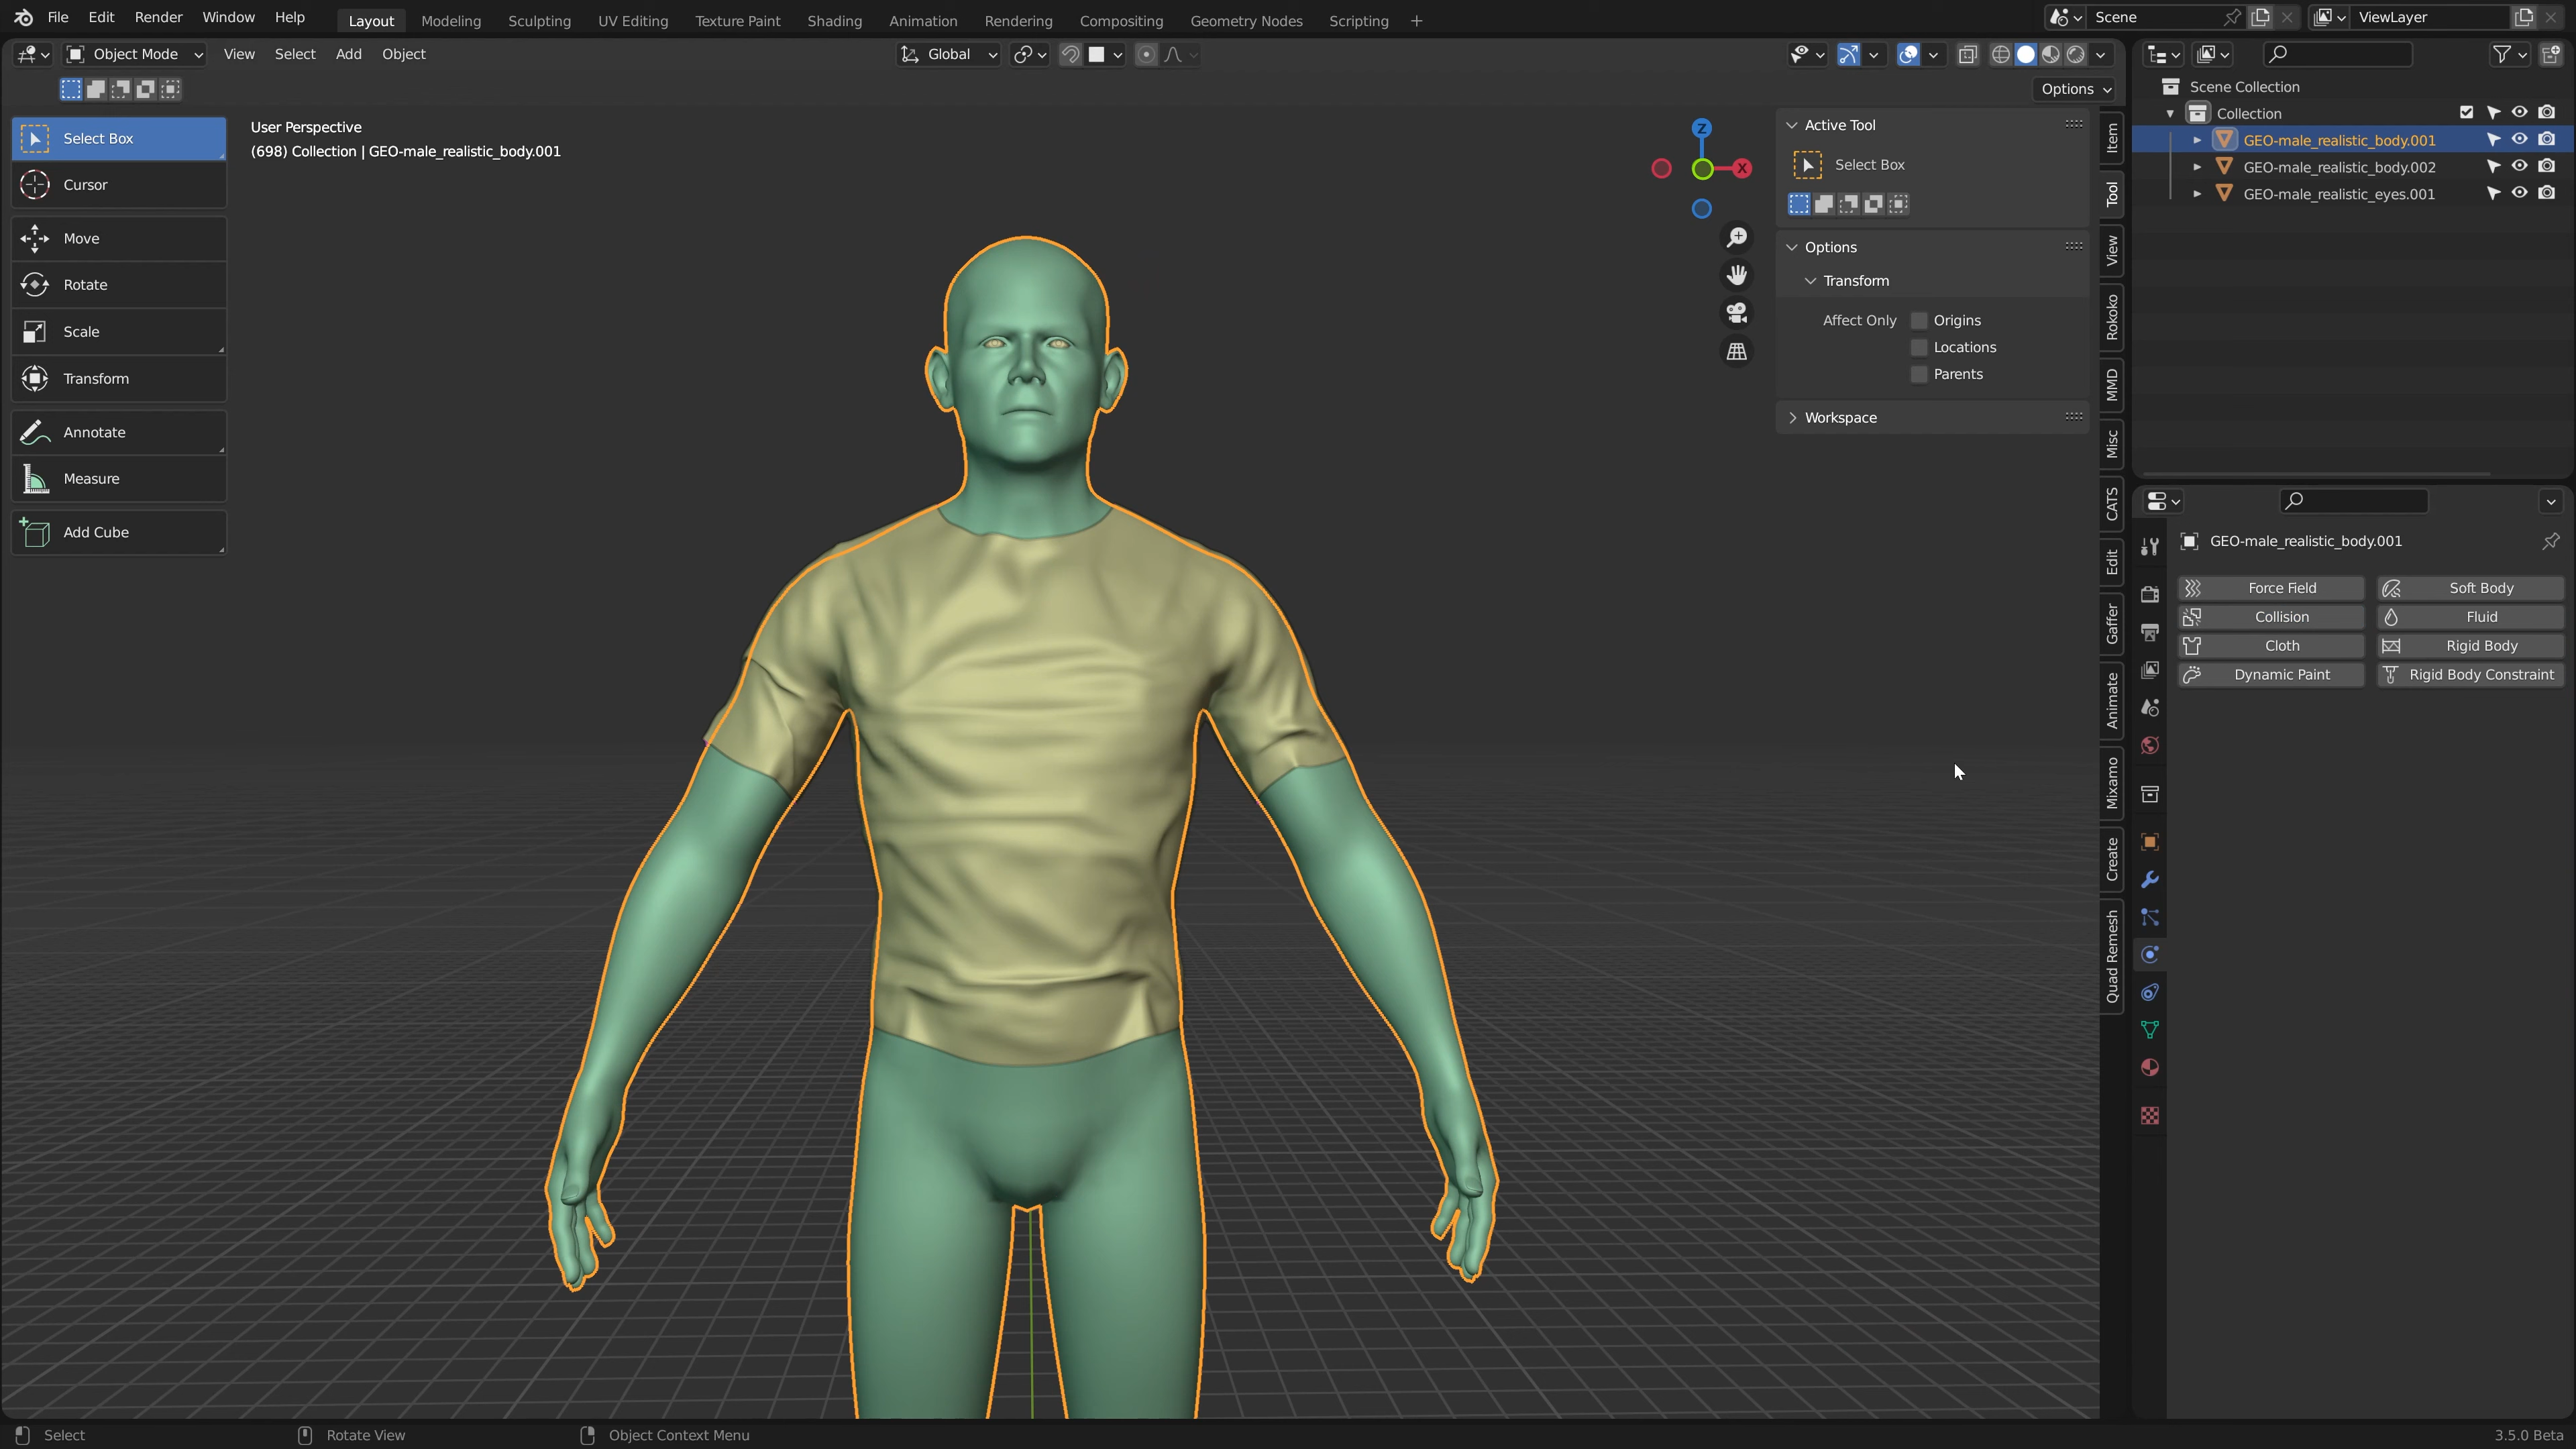 File Edit Render Window Help Layout Modeling Sculpting UV Editing Texture Paint Shading Animation Rendering Compositing Geometry Nodes Scripting + Scene ViewLayer
Object Mode View Select Add Object Global
Options
Select Box
Cursor
Move
Rotate
Scale
Transform
Annotate
Measure
Add Cube
User Perspective
(698) Collection | GEO-male_realistic_body.001
Z
X
Active Tool
Select Box
Options
Transform
Affect Only Origins
Locations
Parents
Workspace
Item
Tool
View
Rokoko
MMD
Misc
CATS
Edit
Gaffer
Animate
Mixamo
Create
Quad Remesh
Scene Collection
Collection
GEO-male_realistic_body.001
GEO-male_realistic_body.002
GEO-male_realistic_eyes.001
GEO-male_realistic_body.001
Force Field Soft Body
Collision Fluid
Cloth Rigid Body
Dynamic Paint Rigid Body Constraint
Select Rotate View Object Context Menu 3.5.0 Beta